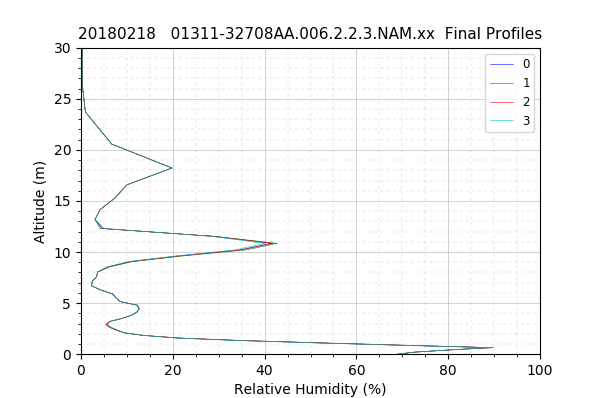 20180218   01311-32708AA.006.2.2.3.NAM.xx  Final Profiles
30
25
20
15
10
5
0
Altitude (m)
0
1
2
3
0 20 40 60 80 100
Relative Humidity (%)